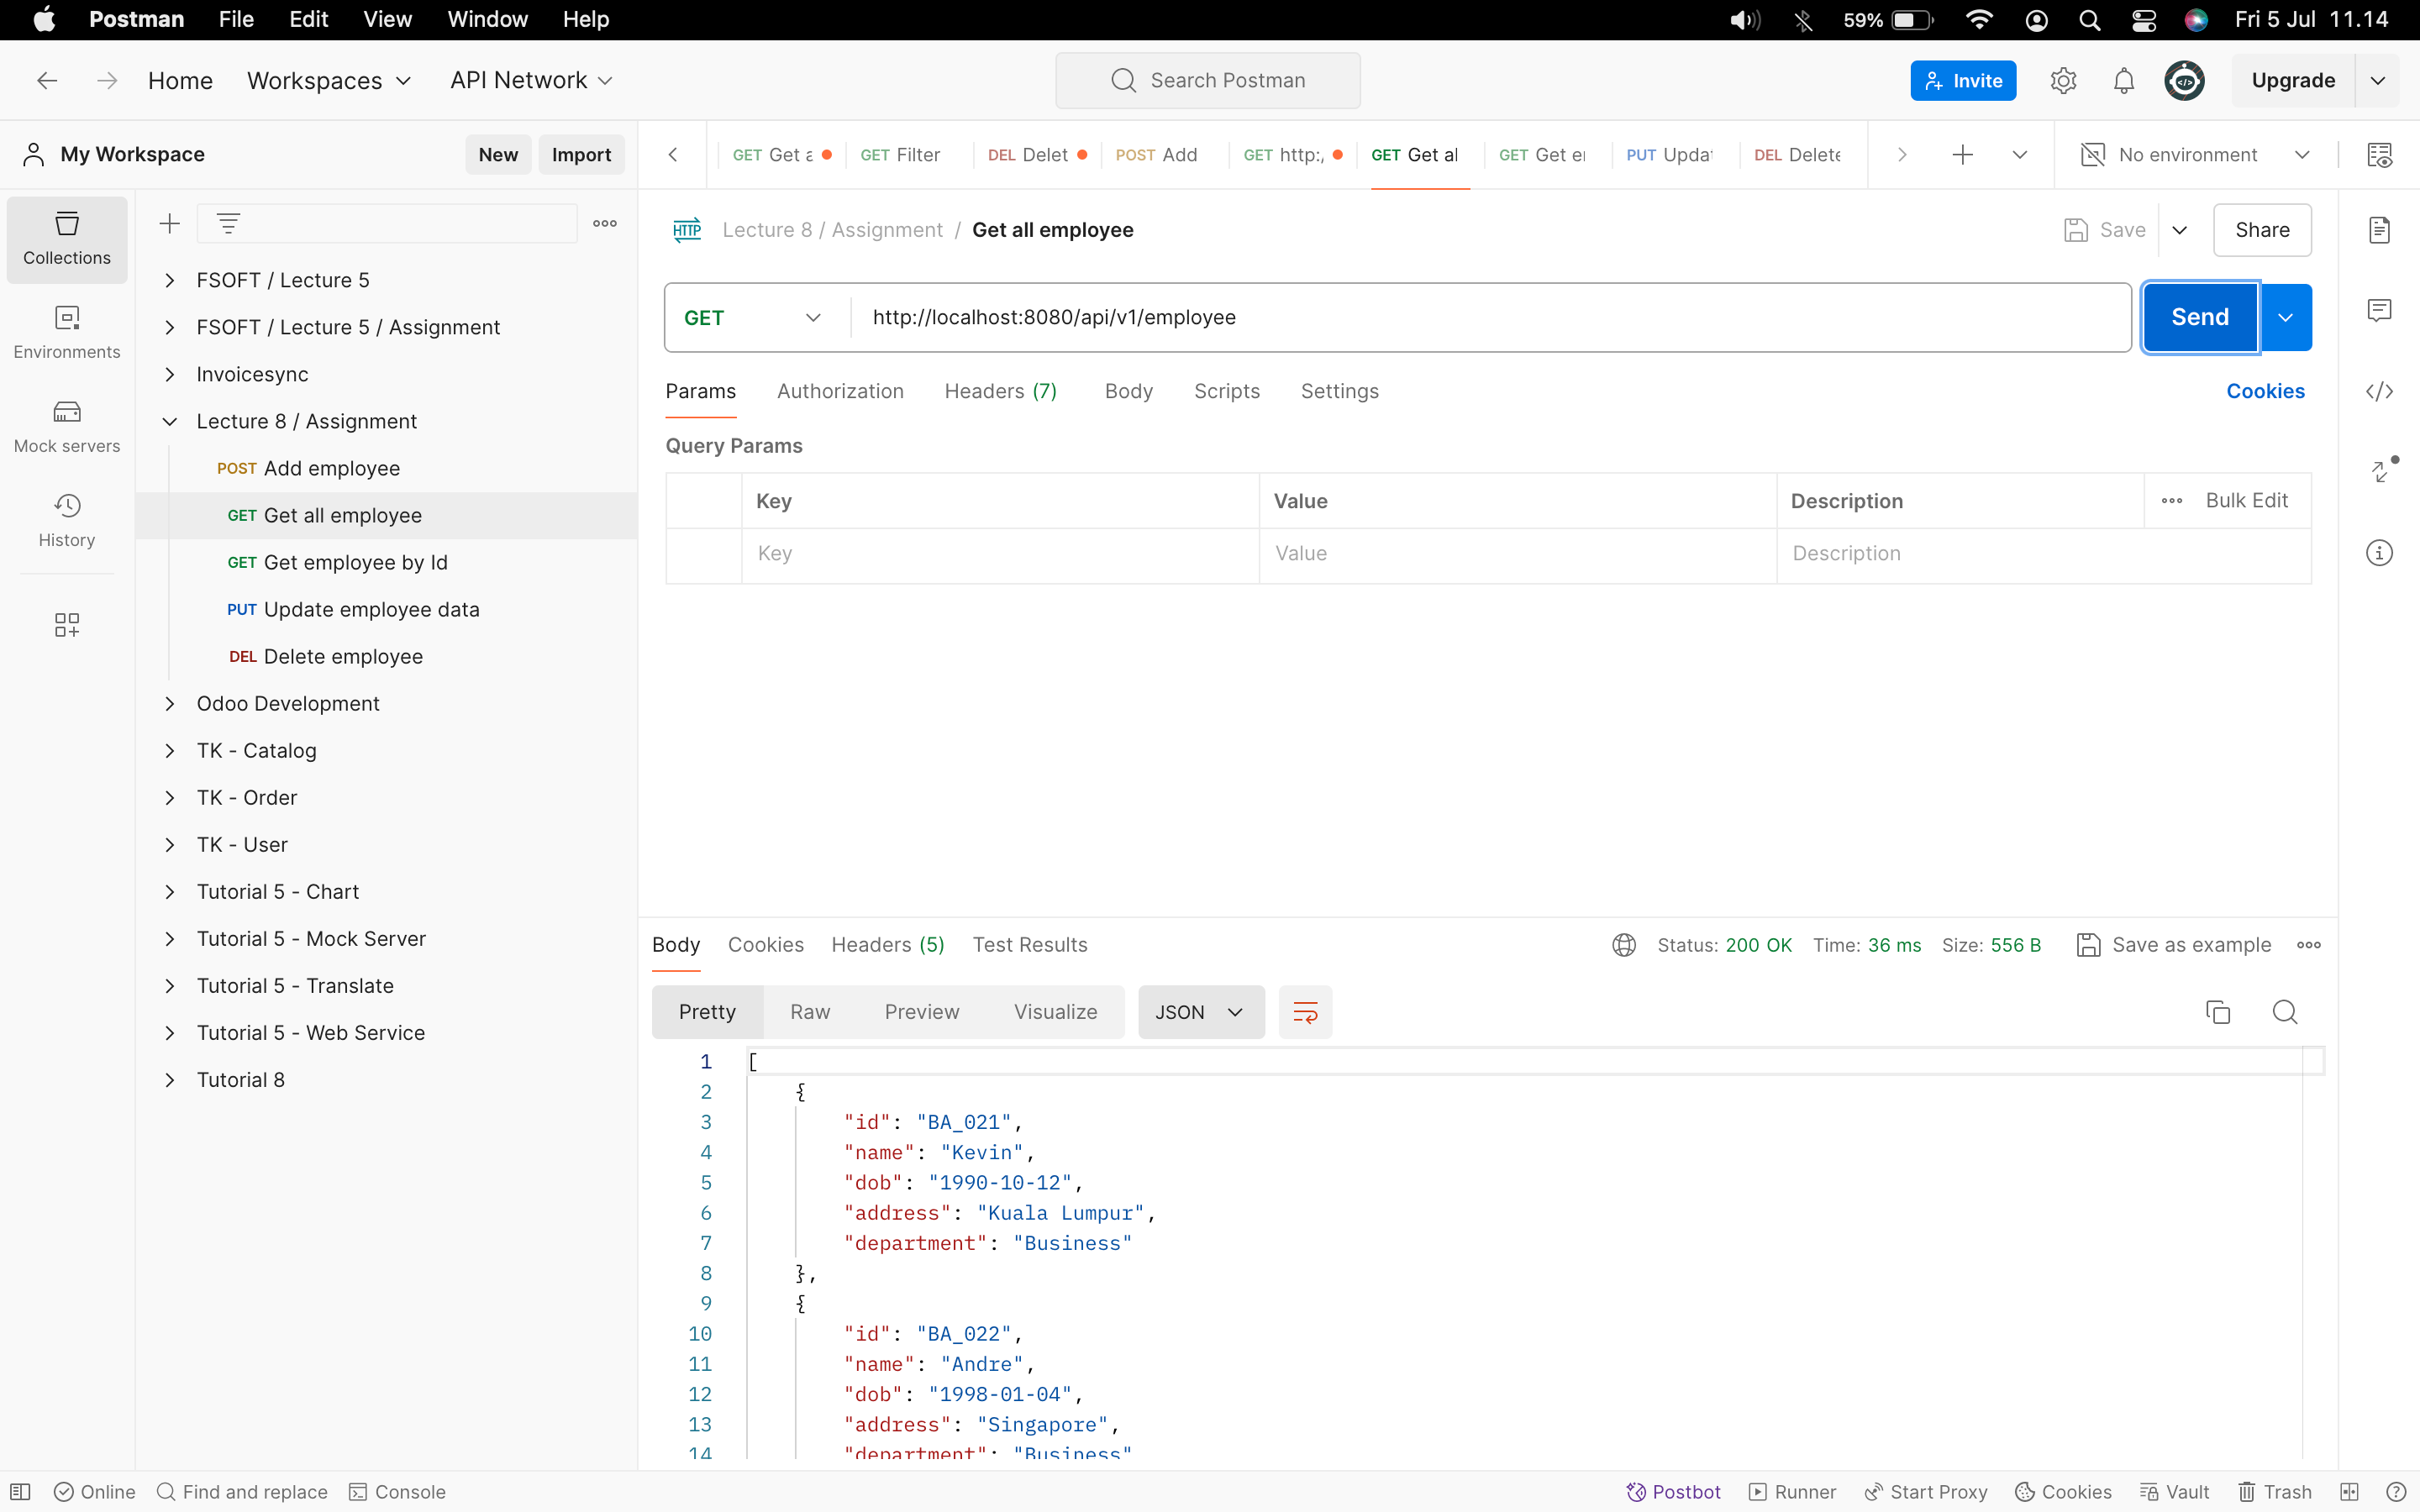 Postman File Edit View Window Help 59% Fri 5 Jul 11.14
Home Workspaces API Network Search Postman Invite Upgrade
My Workspace New Import GET Get a GET Filter DEL Delet POST Add GET http:/ GET Get al GET Get e PUT Updat DEL Delete No environment
Collections
Environments
Mock servers
History
FSOFT / Lecture 5
FSOFT / Lecture 5 / Assignment
Invoicesync
Lecture 8 / Assignment
POST Add employee
GET Get all employee
GET Get employee by Id
PUT Update employee data
DEL Delete employee
Odoo Development
TK - Catalog
TK - Order
TK - User
Tutorial 5 - Chart
Tutorial 5 - Mock Server
Tutorial 5 - Translate
Tutorial 5 - Web Service
Tutorial 8
HTTP Lecture 8 / Assignment / Get all employee Save Share
GET http://localhost:8080/api/v1/employee Send
Params Authorization Headers (7) Body Scripts Settings Cookies
Query Params
Key Value Description Bulk Edit
Key Value Description
Body Cookies Headers (5) Test Results Status: 200 OK Time: 36 ms Size: 556 B Save as example
Pretty Raw Preview Visualize JSON
1 [
2 {
3 "id": "BA_021",
4 "name": "Kevin",
5 "dob": "1990-10-12",
6 "address": "Kuala Lumpur",
7 "department": "Business"
8 },
9 {
10 "id": "BA_022",
11 "name": "Andre",
12 "dob": "1998-01-04",
13 "address": "Singapore",
14 "department": "Business"
Online Find and replace Console Postbot Runner Start Proxy Cookies Vault Trash